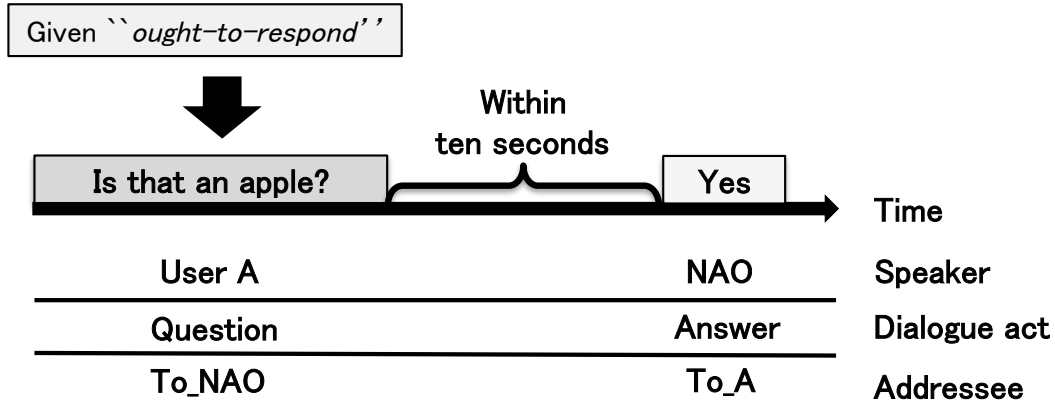 Given ``ought-to-respond''
Within
ten seconds
Is that an apple?
Yes
Time
User A NAO Speaker
Question Answer Dialogue act
To_NAO To_A Addressee